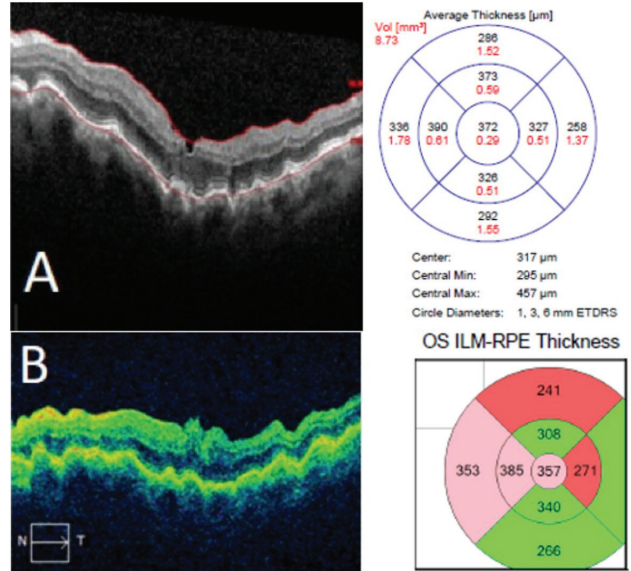 A
Average Thickness [µm]
Vol [mm³]
8.73
286
1.52
373
0.59
336
1.78
390
0.61
372
0.29
327
0.51
258
1.37
326
0.51
292
1.55
Center: 317 µm
Central Min: 295 µm
Central Max: 457 µm
Circle Diameters: 1, 3, 6 mm ETDRS
B
N T
OS ILM-RPE Thickness
241
308
353 385 357 271
340
266